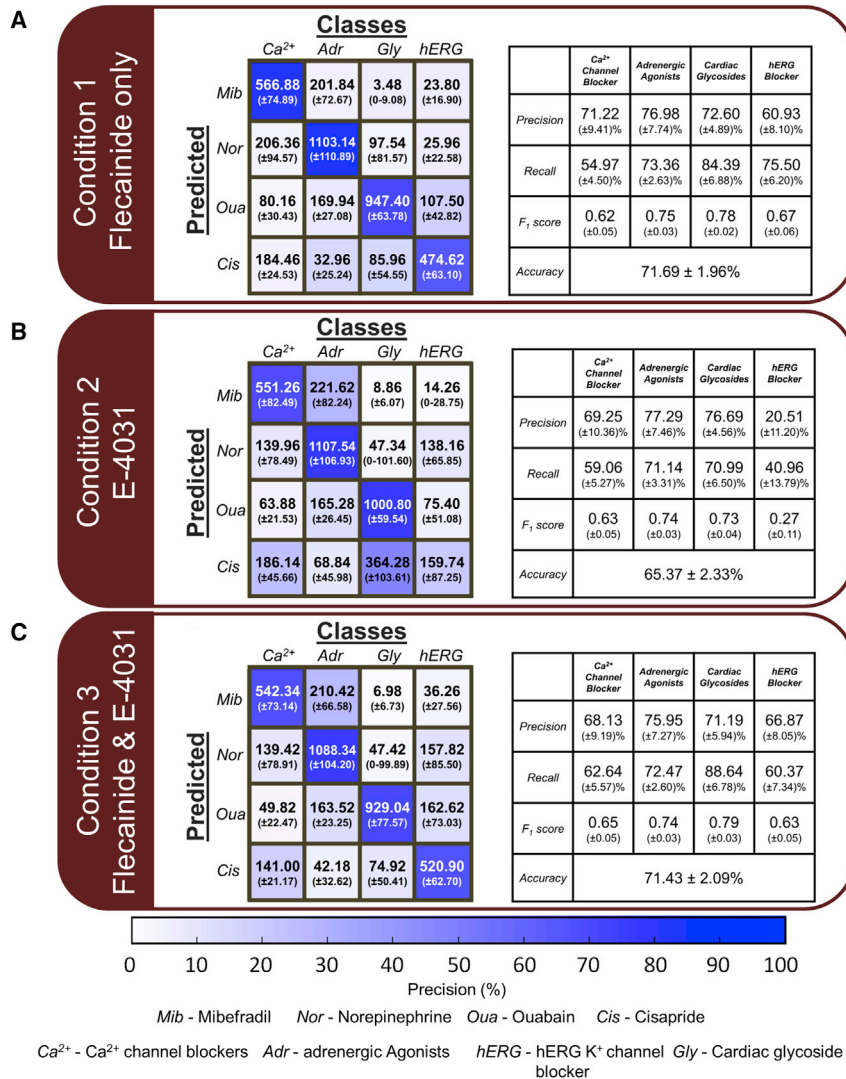 A
Condition 1
Flecainide only
Classes
Ca²⁺ Adr Gly hERG
Predicted
Mib 566.88 201.84 3.48 23.80
(±74.89) (±72.67) (0-9.08) (±16.90)
Nor 206.36 1103.14 97.54 25.96
(±94.57) (±110.89) (±81.57) (±22.58)
Oua 80.16 169.94 947.40 107.50
(±30.43) (±27.08) (±63.78) (±42.82)
Cis 184.46 32.96 85.96 474.62
(±24.53) (±25.24) (±54.55) (±63.10)
Ca²⁺ Channel Blocker Adrenergic Agonists Cardiac Glycosides hERG Blocker
Precision 71.22 76.98 72.60 60.93
(±9.41)% (±7.74)% (±4.89)% (±8.10)%
Recall 54.97 73.36 84.39 75.50
(±4.50)% (±2.63)% (±6.88)% (±6.20)%
F₁ score 0.62 0.75 0.78 0.67
(±0.05) (±0.03) (±0.02) (±0.06)
Accuracy 71.69 ± 1.96%
B
Condition 2
E-4031
Classes
Ca²⁺ Adr Gly hERG
Predicted
Mib 551.26 221.62 8.86 14.26
(±82.49) (±82.24) (±6.07) (0-28.75)
Nor 139.96 1107.54 47.34 138.16
(±78.49) (±106.93) (0-101.60) (±65.85)
Oua 63.88 165.28 1000.80 75.40
(±21.53) (±26.45) (±59.54) (±51.08)
Cis 186.14 68.84 364.28 159.74
(±45.66) (±45.98) (±103.61) (±87.25)
Ca²⁺ Channel Blocker Adrenergic Agonists Cardiac Glycosides hERG Blocker
Precision 69.25 77.29 76.69 20.51
(±10.36)% (±7.46)% (±4.56)% (±11.20)%
Recall 59.06 71.14 70.99 40.96
(±5.27)% (±3.31)% (±6.50)% (±13.79)%
F₁ score 0.63 0.74 0.73 0.27
(±0.05) (±0.03) (±0.04) (±0.11)
Accuracy 65.37 ± 2.33%
C
Condition 3
Flecainide & E-4031
Classes
Ca²⁺ Adr Gly hERG
Predicted
Mib 542.34 210.42 6.98 36.26
(±73.14) (±66.58) (±6.73) (±27.56)
Nor 139.42 1088.34 47.42 157.82
(±78.91) (±104.20) (0-99.89) (±85.50)
Oua 49.82 163.52 929.04 162.62
(±22.47) (±23.25) (±77.57) (±73.03)
Cis 141.00 42.18 74.92 520.90
(±21.17) (±32.62) (±50.41) (±62.70)
Ca²⁺ Channel Blocker Adrenergic Agonists Cardiac Glycosides hERG Blocker
Precision 68.13 75.95 71.19 66.87
(±9.19)% (±7.27)% (±5.94)% (±8.05)%
Recall 62.64 72.47 88.64 60.37
(±5.57)% (±2.60)% (±6.78)% (±7.34)%
F₁ score 0.65 0.74 0.79 0.63
(±0.05) (±0.03) (±0.03) (±0.05)
Accuracy 71.43 ± 2.09%
0 10 20 30 40 50 60 70 80 90 100
Precision (%)
Mib - Mibefradil Nor - Norepinephrine Oua - Ouabain Cis - Cisapride
Ca²⁺ - Ca²⁺ channel blockers Adr - adrenergic Agonists hERG - hERG K⁺ channel Gly - Cardiac glycoside
blocker